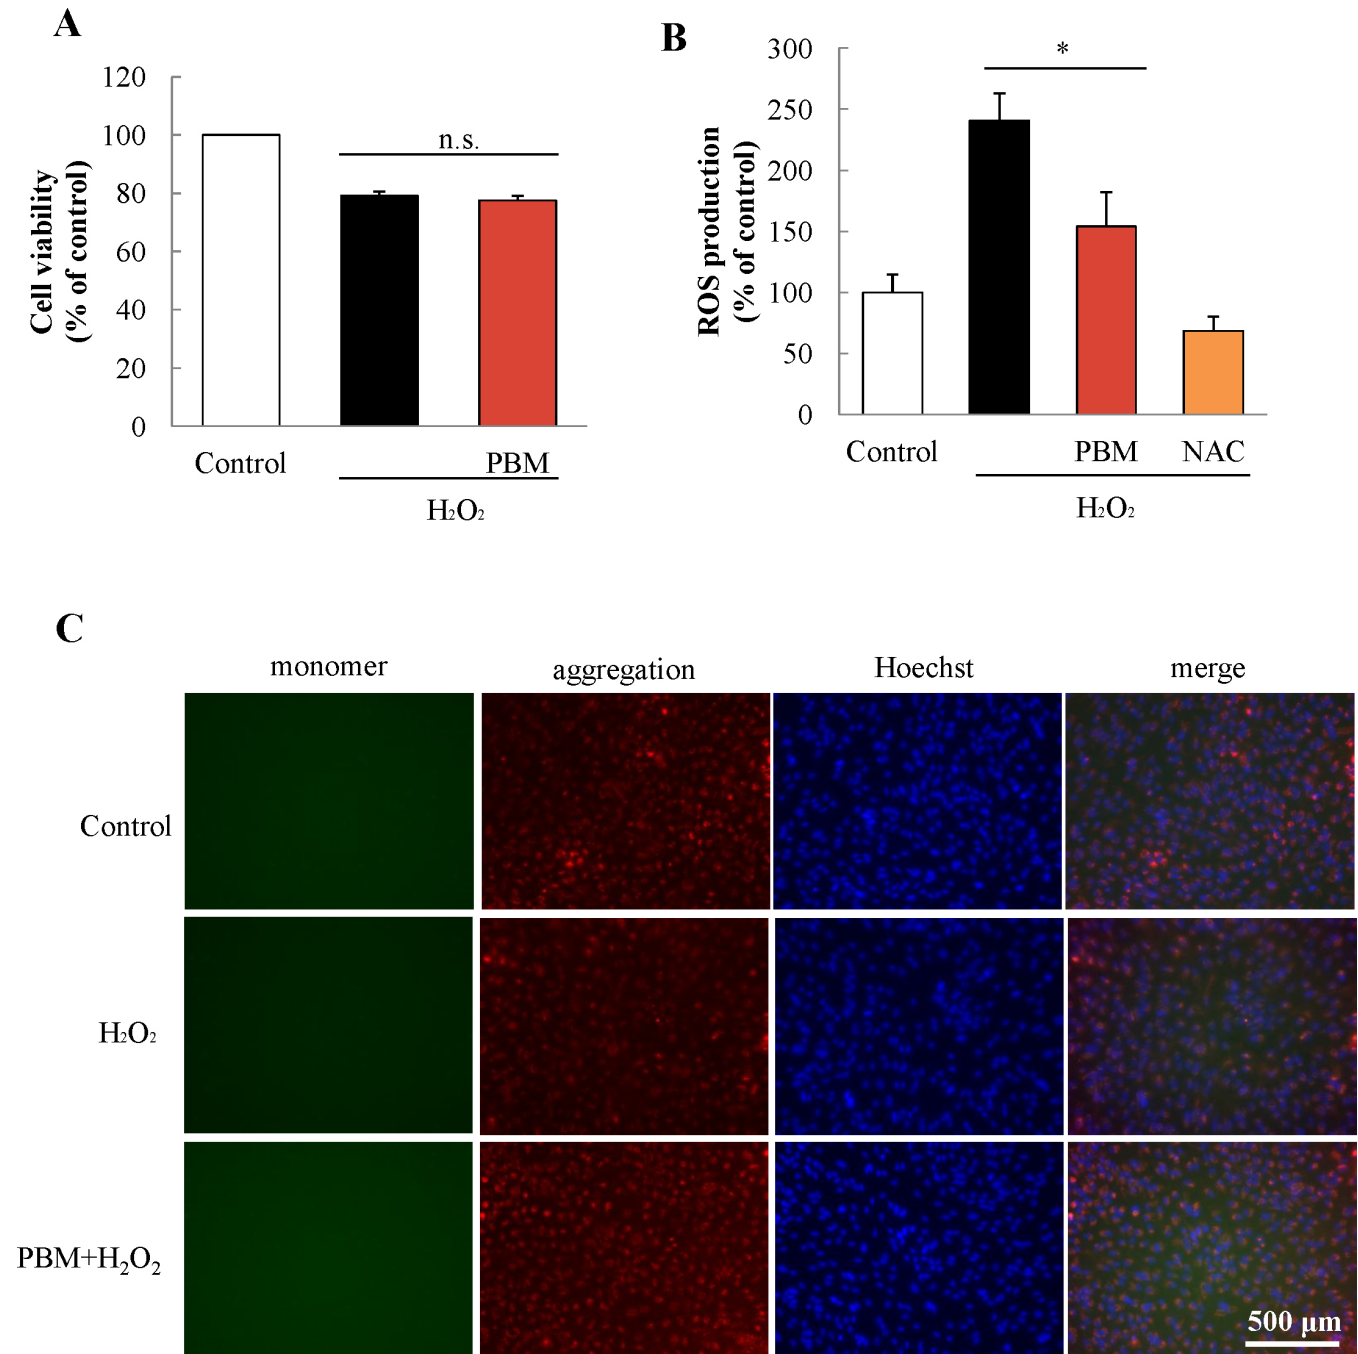 A
Cell viability
(% of control)
120
100
80
60
40
20
0
n.s.
Control
PBM
H₂O₂
B
ROS production
(% of control)
300
250
200
150
100
50
0
*
Control
PBM
NAC
H₂O₂
C
monomer
aggregation
Hoechst
merge
Control
H₂O₂
PBM+H₂O₂
500 μm